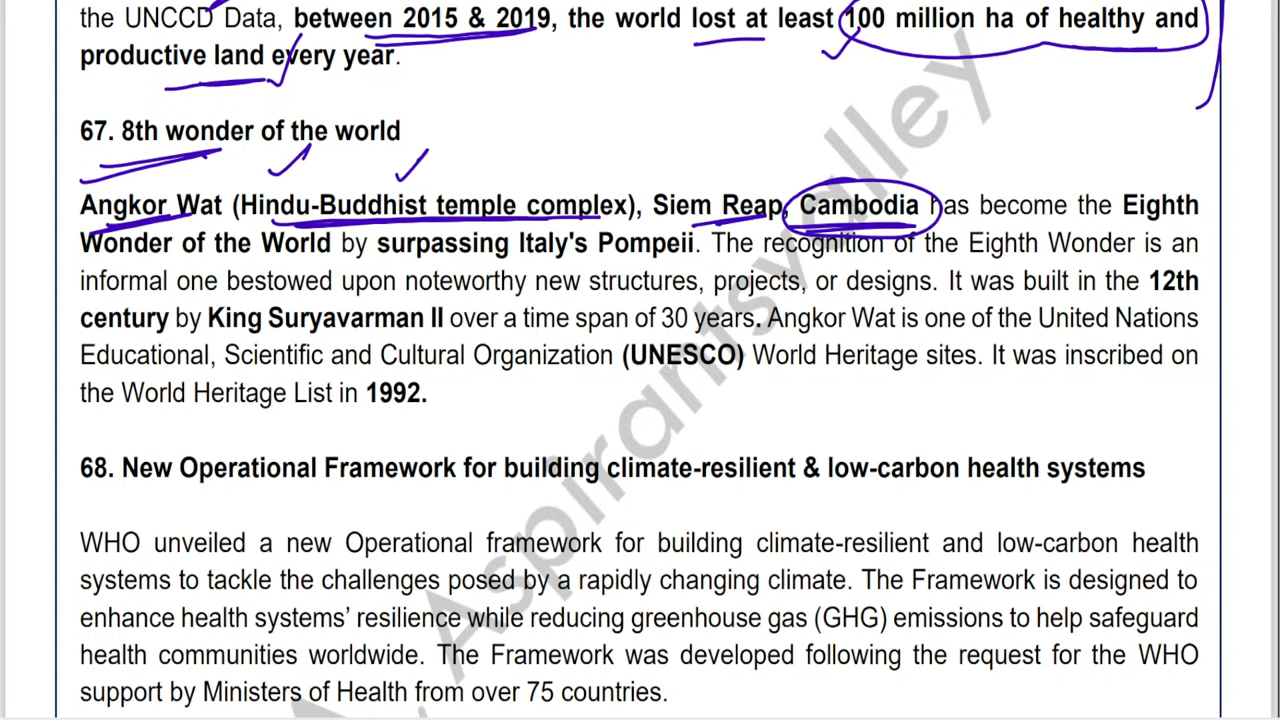 the UNCCD Data, between 2015 & 2019, the world lost at least 100 million ha of healthy and
productive land every year.
67. 8th wonder of the world
Angkor Wat (Hindu-Buddhist temple complex), Siem Reap, Cambodia has become the Eighth
Wonder of the World by surpassing Italy's Pompeii. The recognition of the Eighth Wonder is an
informal one bestowed upon noteworthy new structures, projects, or designs. It was built in the 12th
century by King Suryavarman II over a time span of 30 years. Angkor Wat is one of the United Nations
Educational, Scientific and Cultural Organization (UNESCO) World Heritage sites. It was inscribed on
the World Heritage List in 1992.
68. New Operational Framework for building climate-resilient & low-carbon health systems
WHO unveiled a new Operational framework for building climate-resilient and low-carbon health
systems to tackle the challenges posed by a rapidly changing climate. The Framework is designed to
enhance health systems’ resilience while reducing greenhouse gas (GHG) emissions to help safeguard
health communities worldwide. The Framework was developed following the request for the WHO
support by Ministers of Health from over 75 countries.
Aspirantsvalley